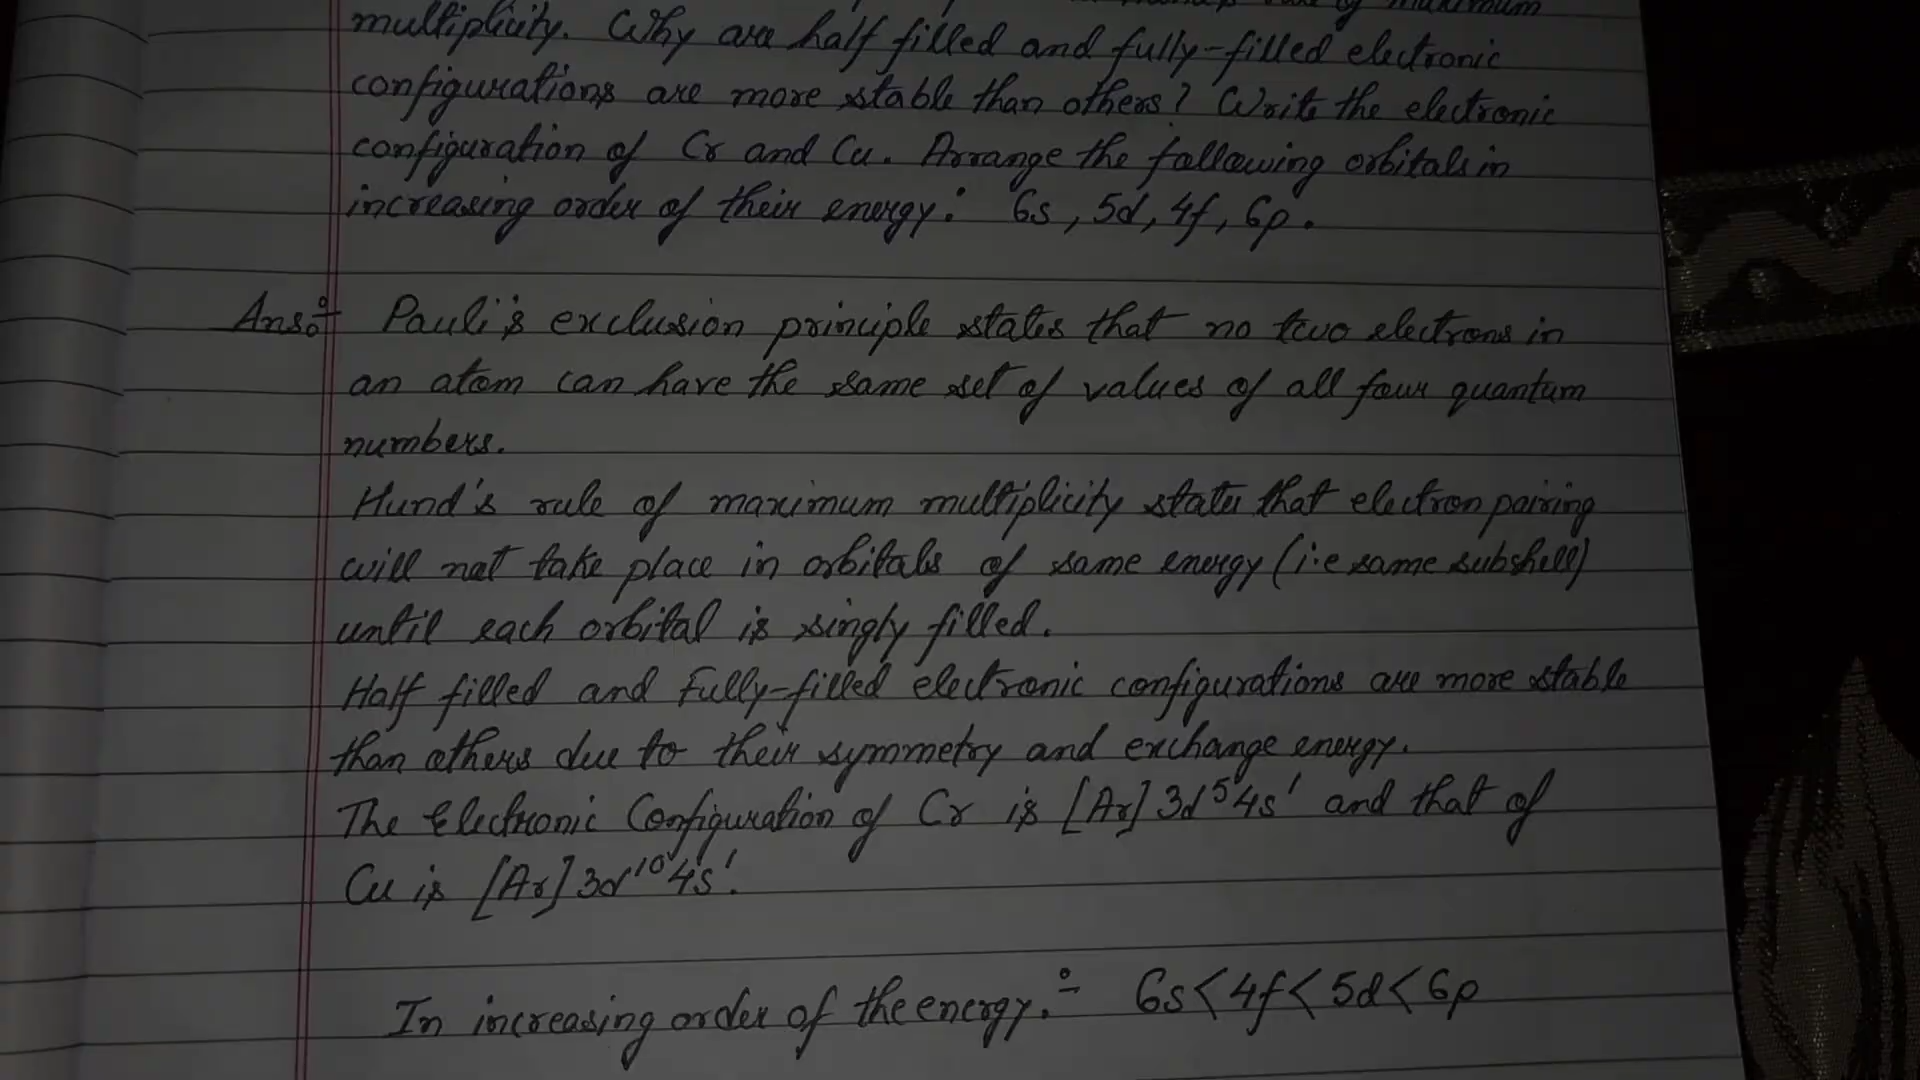 maximum
multiplicity. Why are half filled and fully-filled electronic
configurations are more stable than others? Write the electronic
configuration of Cr and Cu. Arrange the following orbitals in
increasing order of their energy: 6s, 5d, 4f, 6p.
Ans:- Pauli's exclusion principle states that no two electrons in
an atom can have the same set of values of all four quantum
numbers.
Hund's rule of maximum multiplicity states that electron pairing
will not take place in orbitals of same energy (i.e same subshell)
until each orbital is singly filled.
Half filled and fully-filled electronic configurations are more stable
than others due to their symmetry and exchange energy.
The Electronic Configuration of Cr is [Ar] 3d⁵4s¹ and that of
Cu is [Ar] 3d¹⁰4s¹.
In increasing order of the energy:- 6s<4f<5d<6p